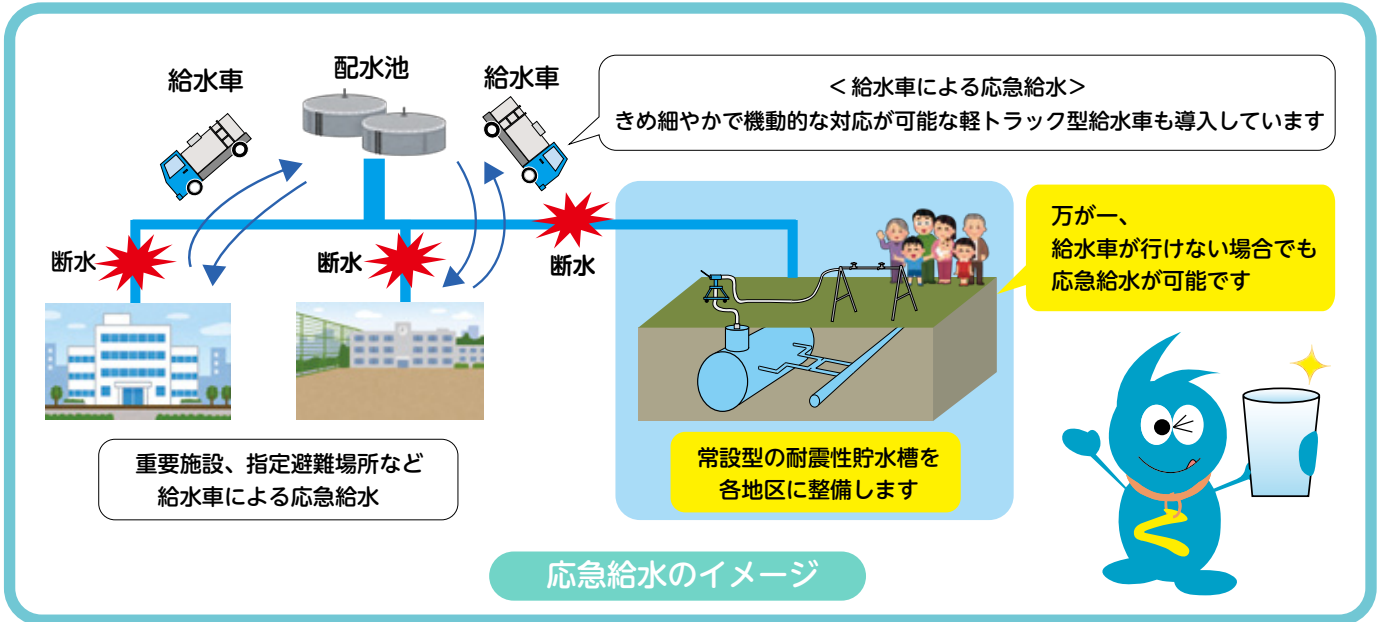 給水車
配水池
給水車
＜給水車による応急給水＞
きめ細やかで機動的な対応が可能な軽トラック型給水車も導入しています
万が一、
給水車が行けない場合でも
応急給水が可能です
断水
断水
断水
常設型の耐震性貯水槽を
各地区に整備します
重要施設、指定避難場所など
給水車による応急給水
応急給水のイメージ